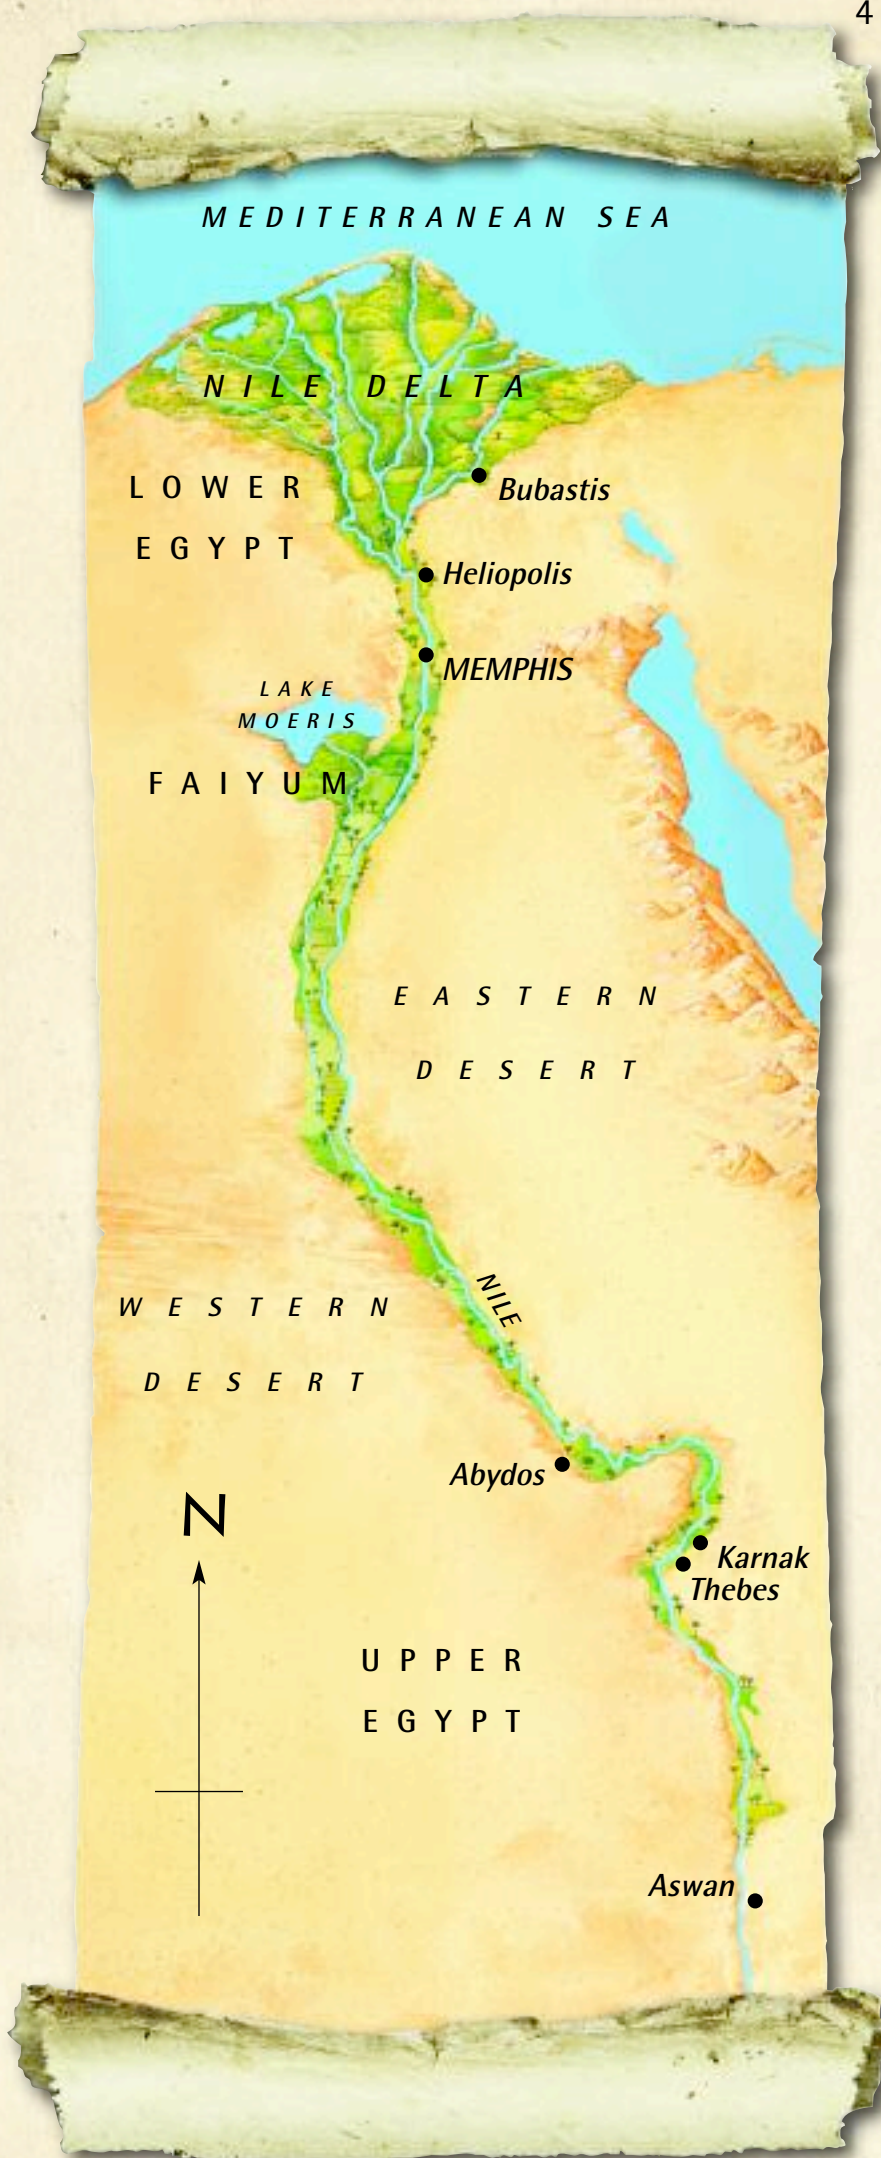 4
MEDITERRANEAN SEA
NILE DELTA
LOWER
EGYPT
Bubastis
Heliopolis
MEMPHIS
LAKE
MOERIS
FAIYUM
EASTERN
DESERT
NILE
WESTERN
DESERT
Abydos
N
Karnak
Thebes
UPPER
EGYPT
Aswan